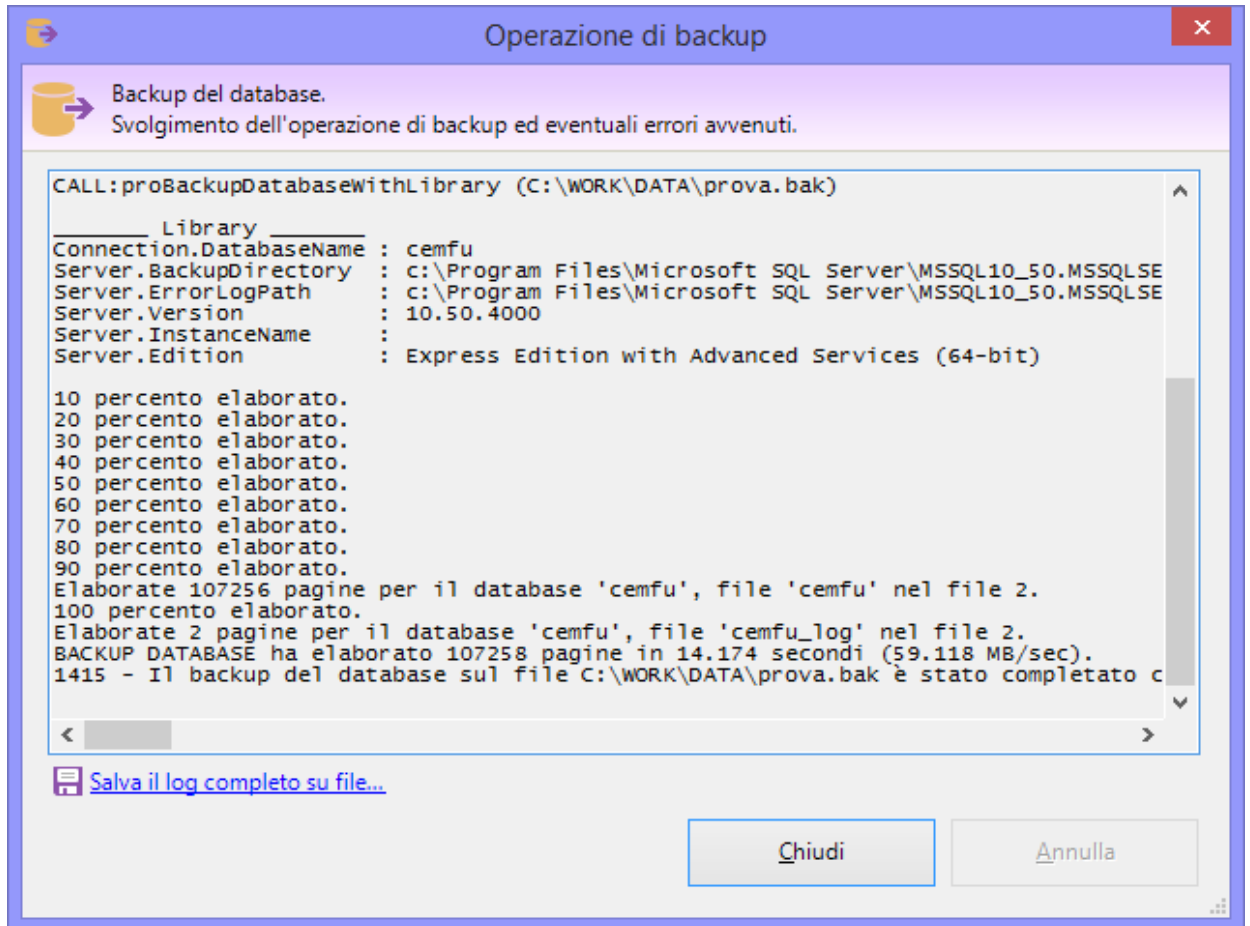 Operazione di backup
Backup del database.
Svolgimento dell'operazione di backup ed eventuali errori avvenuti.
CALL:proBackupDatabaseWithLibrary (C:\WORK\DATA\prova.bak)
_______ Library _______
Connection.DatabaseName : cemfu
Server.BackupDirectory  : c:\Program Files\Microsoft SQL Server\MSSQL10_50.MSSQLSE
Server.ErrorLogPath     : c:\Program Files\Microsoft SQL Server\MSSQL10_50.MSSQLSE
Server.Version          : 10.50.4000
Server.InstanceName     :
Server.Edition          : Express Edition with Advanced Services (64-bit)
10 percento elaborato.
20 percento elaborato.
30 percento elaborato.
40 percento elaborato.
50 percento elaborato.
60 percento elaborato.
70 percento elaborato.
80 percento elaborato.
90 percento elaborato.
Elaborate 107256 pagine per il database 'cemfu', file 'cemfu' nel file 2.
100 percento elaborato.
Elaborate 2 pagine per il database 'cemfu', file 'cemfu_log' nel file 2.
BACKUP DATABASE ha elaborato 107258 pagine in 14.174 secondi (59.118 MB/sec).
1415 - Il backup del database sul file C:\WORK\DATA\prova.bak è stato completato c
Salva il log completo su file...
Chiudi
Annulla